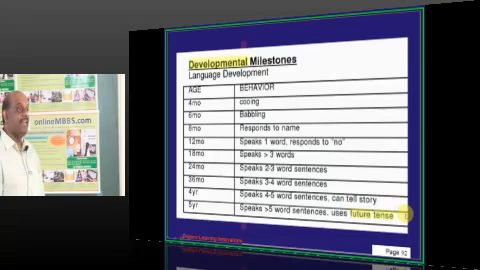 Developmental Milestones
Language Development
AGE BEHAVIOR
4mo cooing
6mo Babbling
8mo Responds to name
12mo Speaks 1 word, responds to "no"
18mo Speaks > 3 words
24mo Speaks 2-3 word sentences
36mo Speaks 3-4 word sentences
4yr Speaks 4-5 word sentences, can tell story
5yr Speaks >5 word sentences, uses future tense
Page 92
onlineMBBS.com